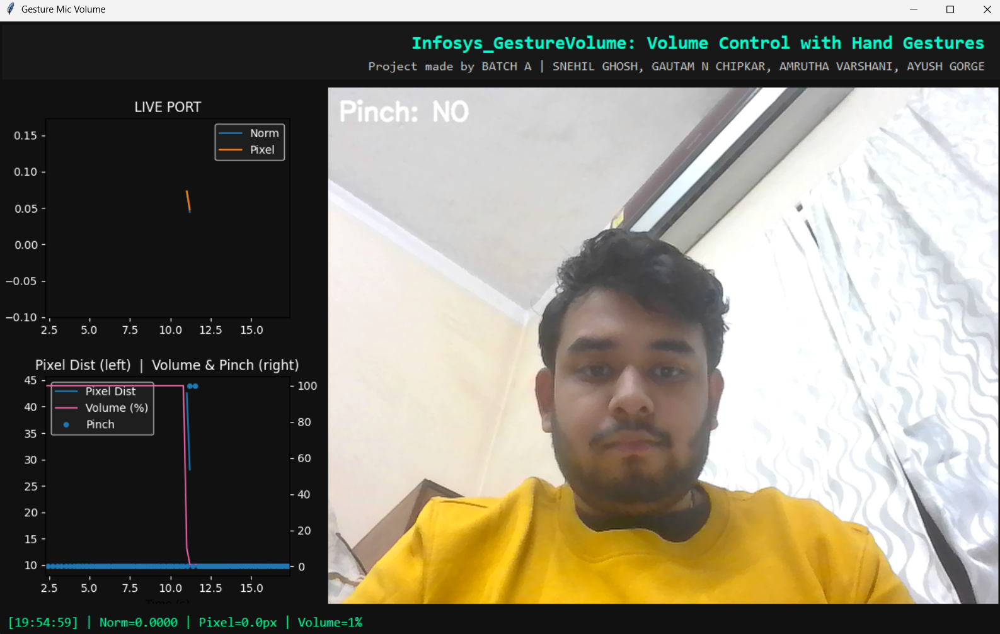 Gesture Mic Volume
Infosys_GestureVolume: Volume Control with Hand Gestures
Project made by BATCH A | SNEHIL GHOSH, GAUTAM N CHIPKAR, AMRUTHA VARSHANI, AYUSH GORGE
LIVE PORT
Norm
Pixel
0.15
0.10
0.05
0.00
−0.05
−0.10
2.5 5.0 7.5 10.0 12.5 15.0
Pixel Dist (left) | Volume & Pinch (right)
Pixel Dist
Volume (%)
Pinch
45
40
35
30
25
20
15
10
100
80
60
40
20
0
2.5 5.0 7.5 10.0 12.5 15.0
Time (s)
Pinch: NO
[19:54:59] | Norm=0.0000 | Pixel=0.0px | Volume=1%